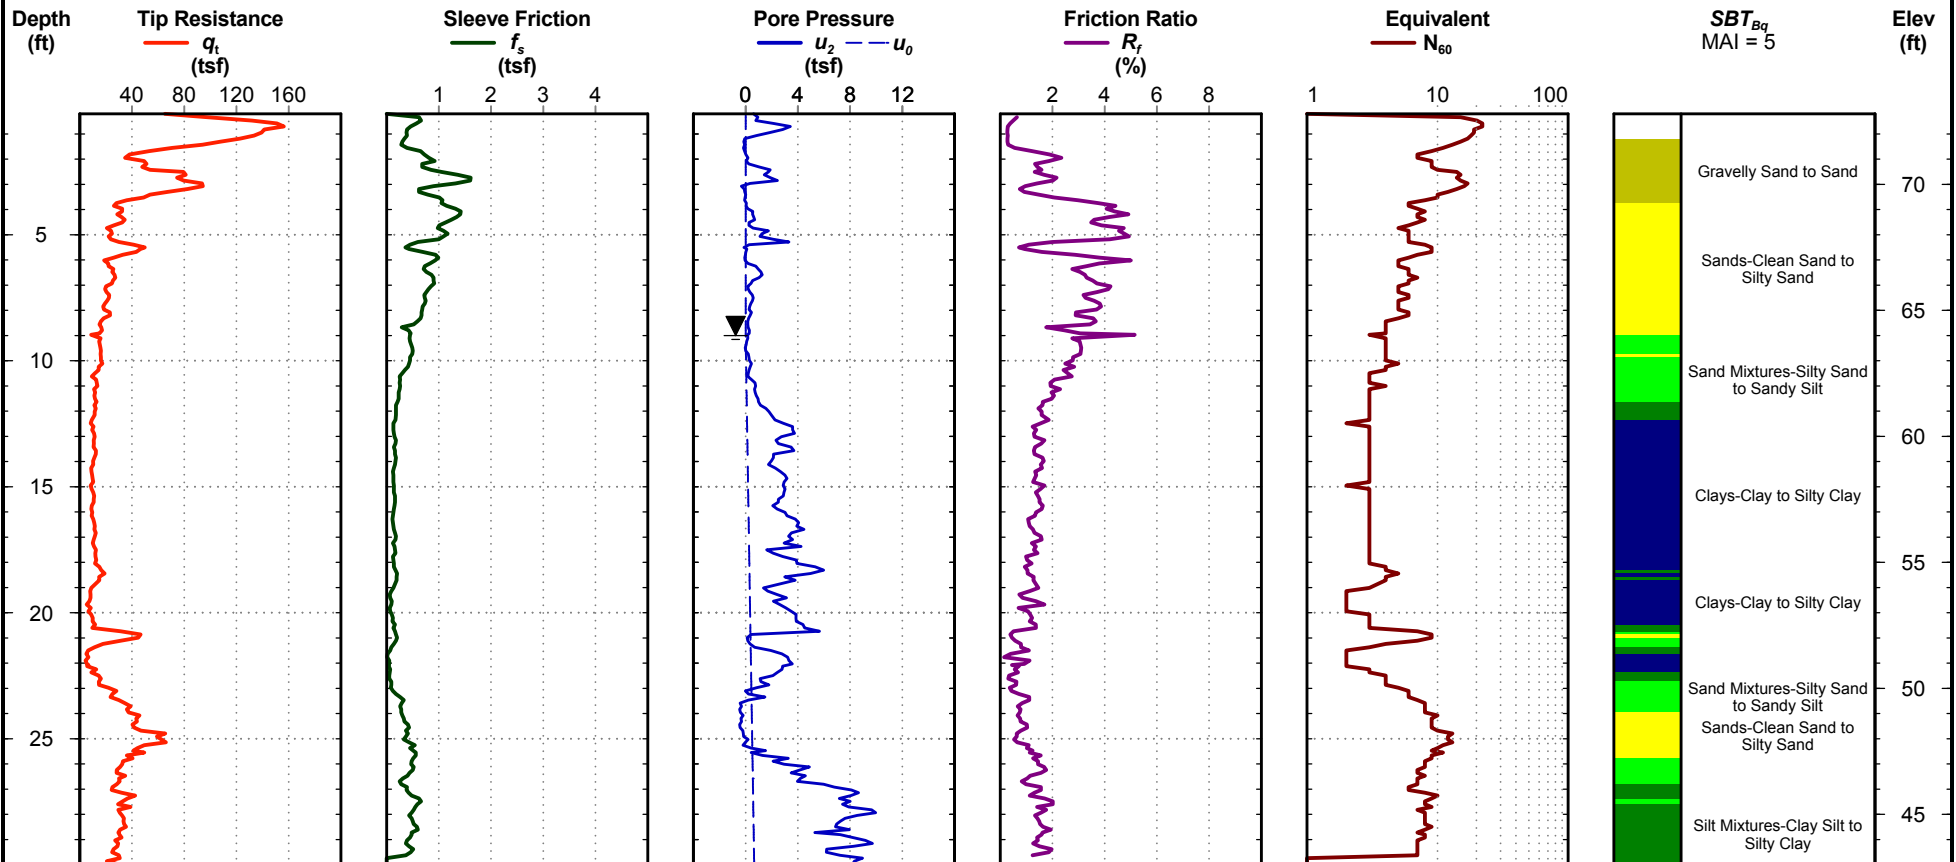 Depth
(ft)
Tip Resistance
qt
(tsf)
Sleeve Friction
fs
(tsf)
Pore Pressure
u2 u0
(tsf)
Friction Ratio
Rf
(%)
Equivalent
N60
SBTBq
MAI = 5
Elev
(ft)
40 80 120 160
1 2 3 4
0 4 8 12
2 4 6 8
1 10 100
5
10
15
20
25
Gravelly Sand to Sand
Sands-Clean Sand to
Silty Sand
Sand Mixtures-Silty Sand
to Sandy Silt
Clays-Clay to Silty Clay
Clays-Clay to Silty Clay
Sand Mixtures-Silty Sand
to Sandy Silt
Sands-Clean Sand to
Silty Sand
Silt Mixtures-Clay Silt to
Silty Clay
70
65
60
55
50
45